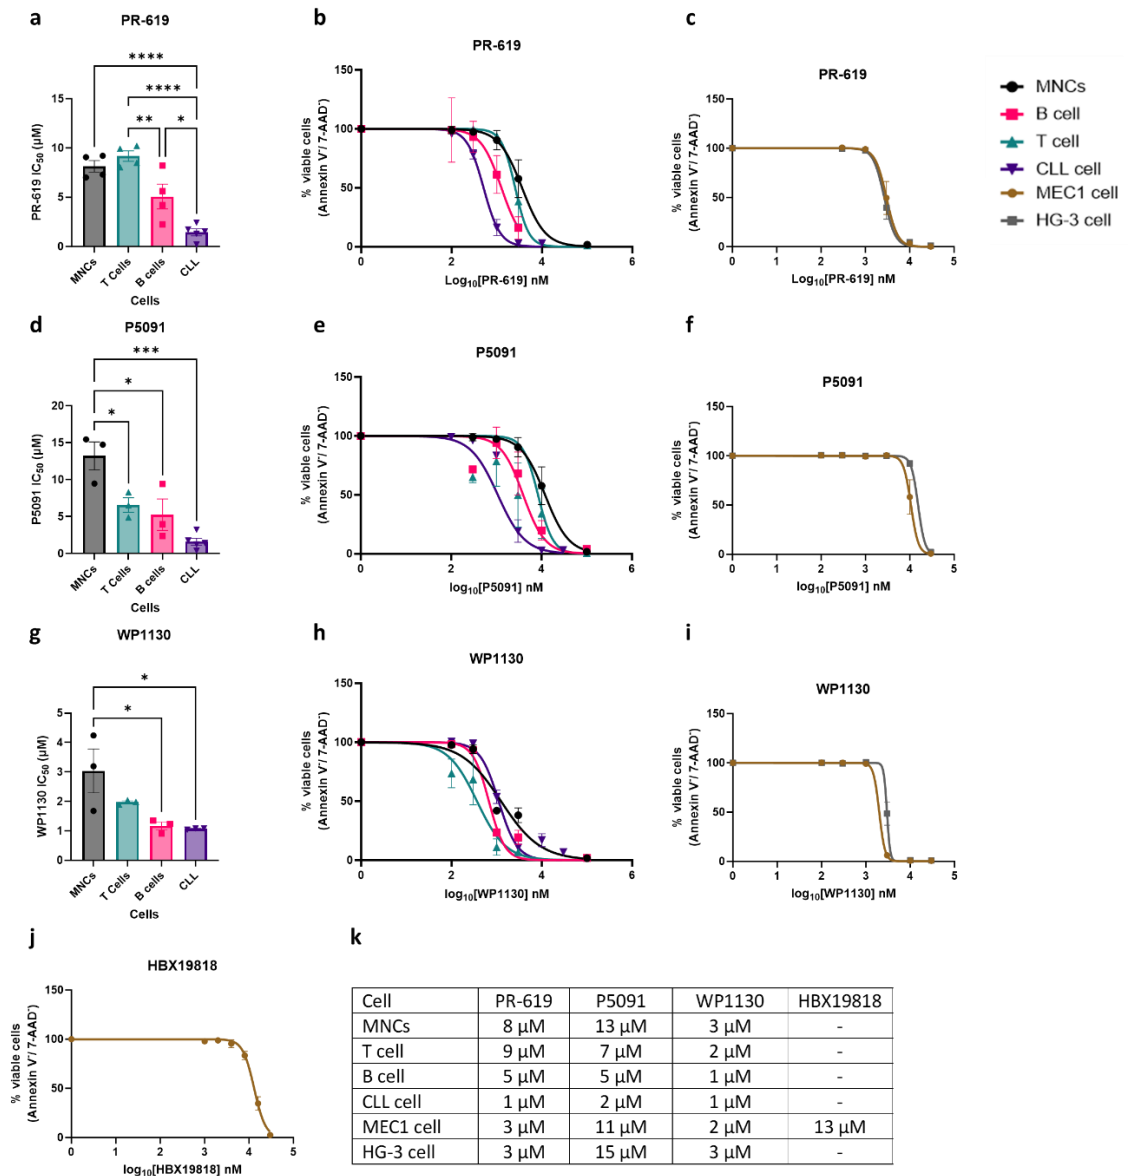 a
PR-619
**** 
****
** *
PR-619 IC50 (µM)
15
10
5
0
MNCs
T Cells
B cells
CLL
Cells
b
PR-619
% viable cells
(Annexin V-/ 7-AAD-)
150
100
50
0
0 2 4 6
Log10[PR-619] nM
c
PR-619
% viable cells
(Annexin V-/ 7-AAD-)
150
100
50
0
0 1 2 3 4 5
Log10[PR-619] nM
MNCs
B cell
T cell
CLL cell
MEC1 cell
HG-3 cell
d
P5091
***
*
*
P5091 IC50 (µM)
20
15
10
5
0
MNCs
T Cells
B cells
CLL
Cells
e
P5091
% viable cells
(Annexin V-/ 7-AAD-)
150
100
50
0
0 2 4 6
log10[P5091] nM
f
P5091
% viable cells
(Annexin V-/ 7-AAD-)
150
100
50
0
0 1 2 3 4 5
log10[P5091] nM
g
WP1130
*
*
WP1130 IC50 (µM)
5
4
3
2
1
0
MNCs
T Cells
B cells
CLL
Cells
h
WP1130
% viable cells
(Annexin V-/ 7-AAD-)
150
100
50
0
0 2 4 6
log10[WP1130] nM
i
WP1130
% viable cells
(Annexin V-/ 7-AAD-)
150
100
50
0
0 1 2 3 4 5
log10[WP1130] nM
j
HBX19818
% viable cells
(Annexin V-/ 7-AAD-)
150
100
50
0
0 1 2 3 4 5
log10[HBX19818] nM
k
Cell PR-619 P5091 WP1130 HBX19818
MNCs 8 µM 13 µM 3 µM -
T cell 9 µM 7 µM 2 µM -
B cell 5 µM 5 µM 1 µM -
CLL cell 1 µM 2 µM 1 µM -
MEC1 cell 3 µM 11 µM 2 µM 13 µM
HG-3 cell 3 µM 15 µM 3 µM -